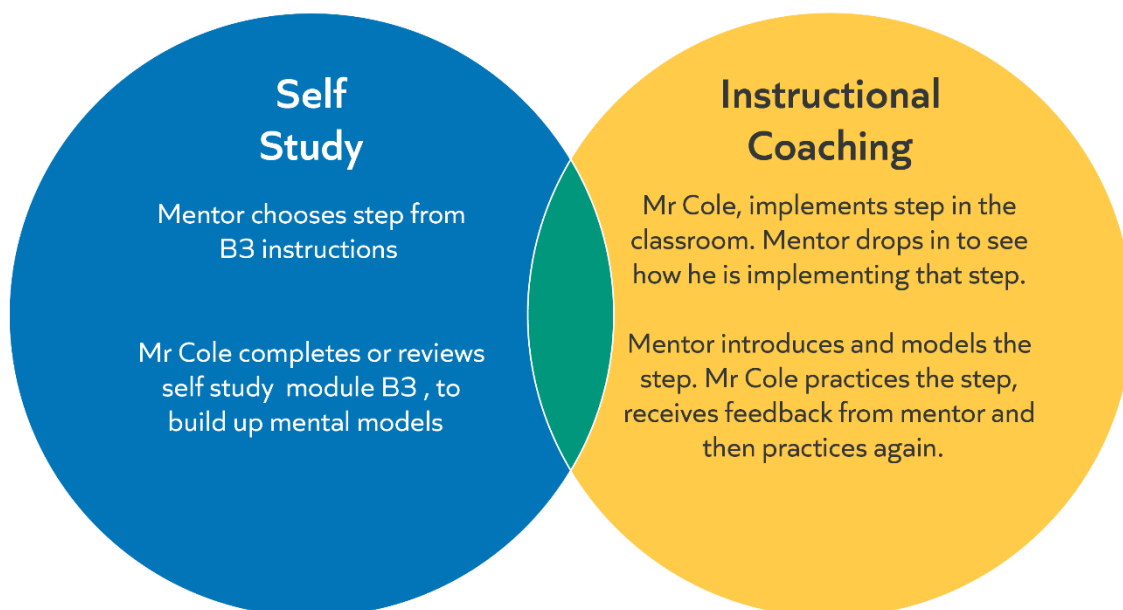 Self
Study
Mentor chooses step from
B3 instructions
Mr Cole completes or reviews
self study  module B3 , to
build up mental models
Instructional
Coaching
Mr Cole, implements step in the
classroom. Mentor drops in to see
how he is implementing that step.
Mentor introduces and models the
step. Mr Cole practices the step,
receives feedback from mentor and
then practices again.